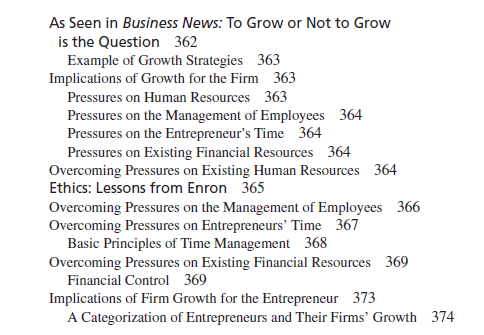 As Seen in Business News: To Grow or Not to Grow
is the Question 362
Example of Growth Strategies 363
Implications of Growth for the Firm 363
Pressures on Human Resources 363
Pressures on the Management of Employees 364
Pressures on the Entrepreneur’s Time 364
Pressures on Existing Financial Resources 364
Overcoming Pressures on Existing Human Resources 364
Ethics: Lessons from Enron 365
Overcoming Pressures on the Management of Employees 366
Overcoming Pressures on Entrepreneurs’ Time 367
Basic Principles of Time Management 368
Overcoming Pressures on Existing Financial Resources 369
Financial Control 369
Implications of Firm Growth for the Entrepreneur 373
A Categorization of Entrepreneurs and Their Firms’ Growth 374